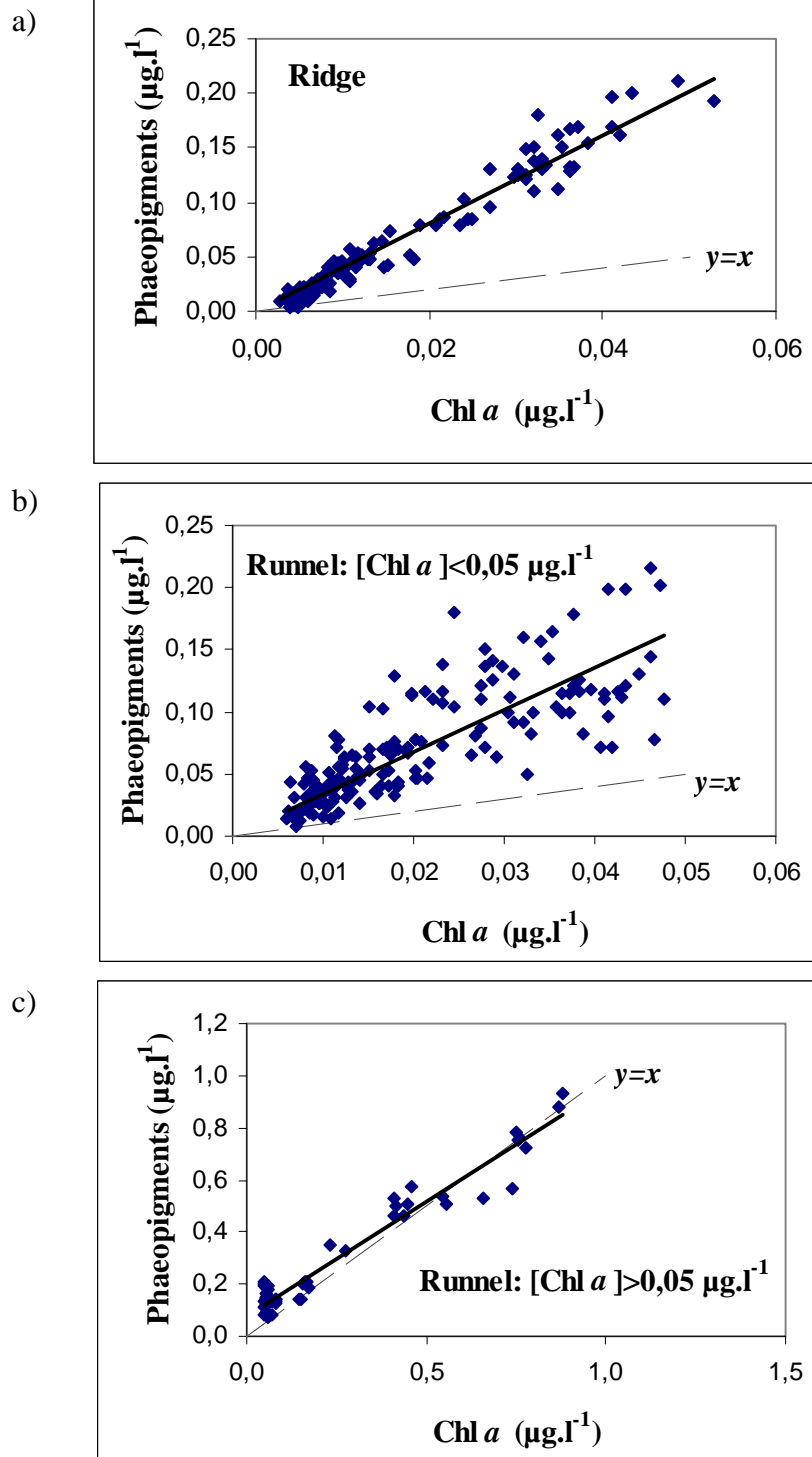 a)
Phaeopigments (µg.l1)
0,25
0,20
0,15
0,10
0,05
0,00
Ridge
y=x
0,00 0,02 0,04 0,06
Chl a (µg.l-1)
b)
Phaeopigments (µg.l1)
0,25
0,20
0,15
0,10
0,05
0,00
Runnel: [Chl a ]<0,05 µg.l-1
y=x
0,00 0,01 0,02 0,03 0,04 0,05 0,06
Chl a (µg.l-1)
c)
Phaeopigments (µg.l1)
1,2
1,0
0,8
0,6
0,4
0,2
0,0
y=x
Runnel: [Chl a ]>0,05 µg.l-1
0,0 0,5 1,0 1,5
Chl a (µg.l-1)